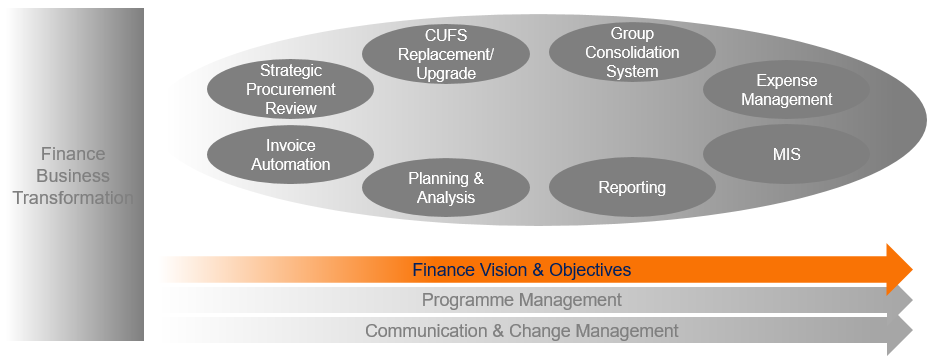 Finance
Business
Transformation
Strategic
Procurement
Review
CUFS
Replacement/
Upgrade
Group
Consolidation
System
Expense
Management
Invoice
Automation
Planning &
Analysis
Reporting
MIS
Finance Vision & Objectives
Programme Management
Communication & Change Management